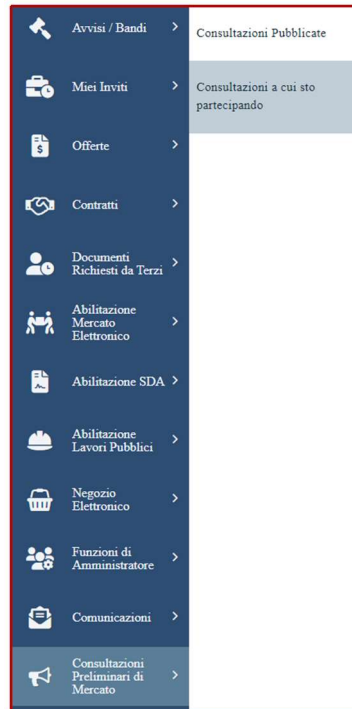 Avvisi / Bandi
Consultazioni Pubblicate
Miei Inviti
Consultazioni a cui sto
partecipando
Offerte
$
Contratti
Documenti
Richiesti da Terzi
Abilitazione
Mercato
Elettronico
Abilitazione SDA
Abilitazione
Lavori Pubblici
Negozio
Elettronico
Funzioni di
Amministratore
Comunicazioni
Consultazioni
Preliminari di
Mercato